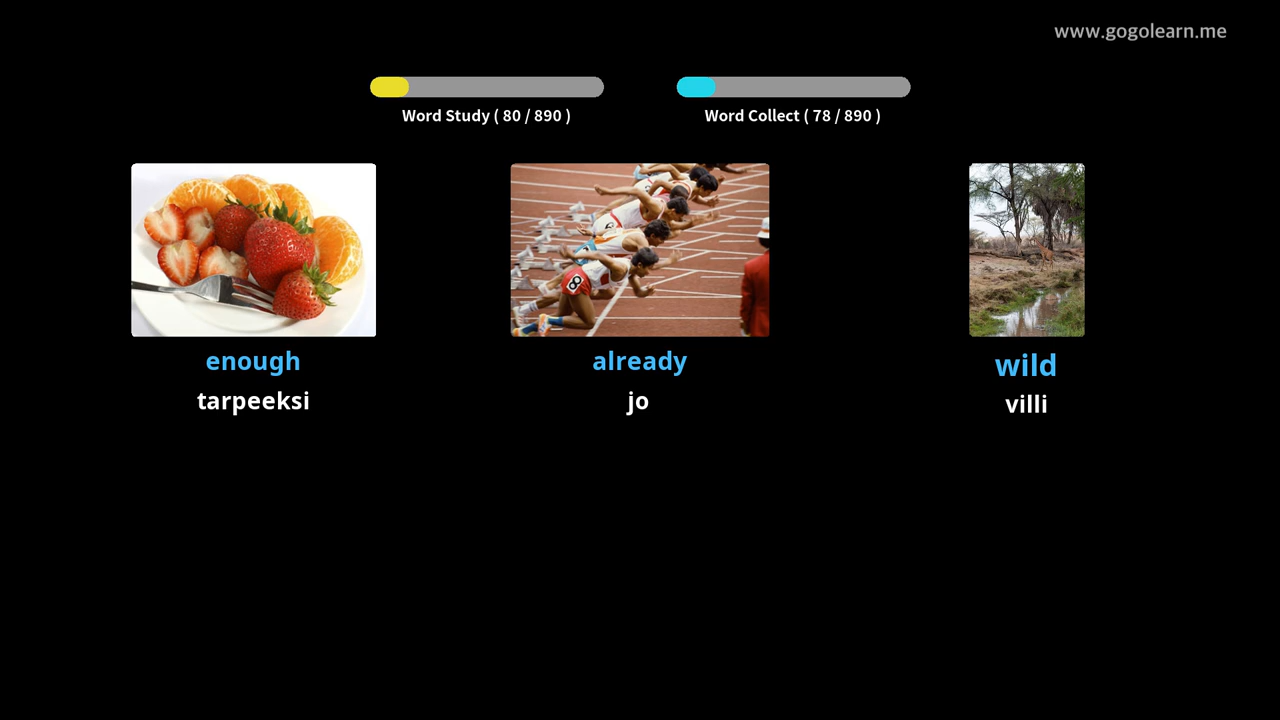 www.gogolearn.me
Word Study ( 80 / 890 )
Word Collect ( 78 / 890 )
enough
tarpeeksi
already
jo
wild
villi